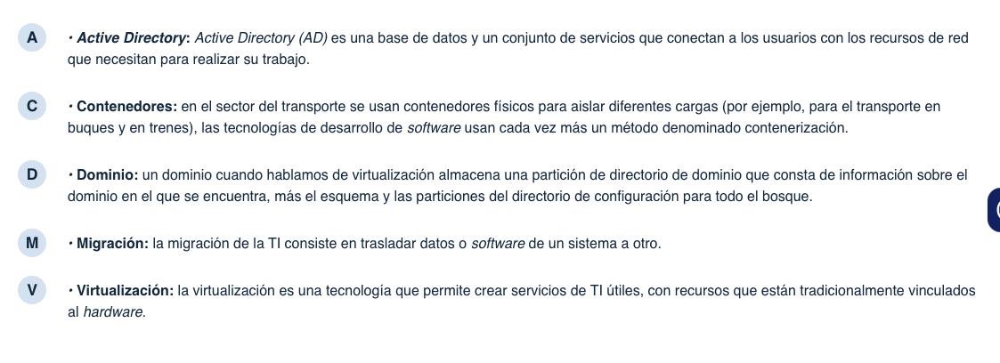 A
• Active Directory: Active Directory (AD) es una base de datos y un conjunto de servicios que conectan a los usuarios con los recursos de red
que necesitan para realizar su trabajo.
C
• Contenedores: en el sector del transporte se usan contenedores físicos para aislar diferentes cargas (por ejemplo, para el transporte en
buques y en trenes), las tecnologías de desarrollo de software usan cada vez más un método denominado contenerización.
D
• Dominio: un dominio cuando hablamos de virtualización almacena una partición de directorio de dominio que consta de información sobre el
dominio en el que se encuentra, más el esquema y las particiones del directorio de configuración para todo el bosque.
M
• Migración: la migración de la TI consiste en trasladar datos o software de un sistema a otro.
V
• Virtualización: la virtualización es una tecnología que permite crear servicios de TI útiles, con recursos que están tradicionalmente vinculados
al hardware.